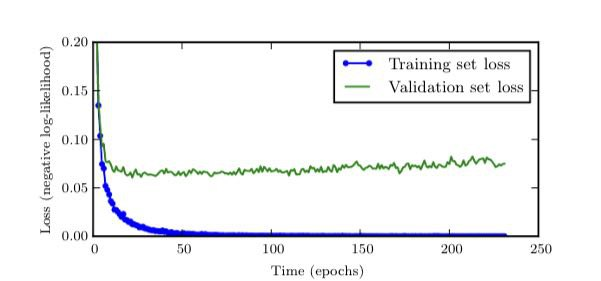 0.20
0.15
0.10
0.05
0.00
0
50
100
150
200
250
Loss (negative log-likelihood)
Time (epochs)
Training set loss
Validation set loss